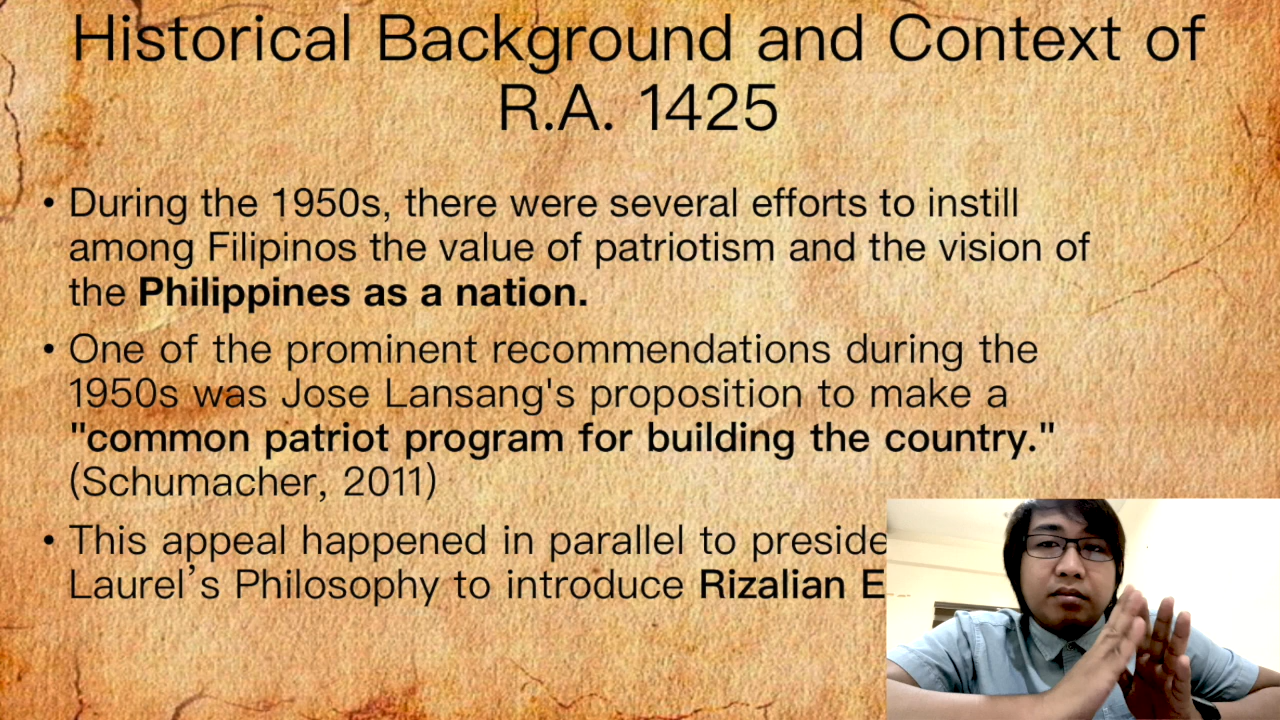 Historical Background and Context of
R.A. 1425
• During the 1950s, there were several efforts to instill
among Filipinos the value of patriotism and the vision of
the Philippines as a nation.
• One of the prominent recommendations during the
1950s was Jose Lansang's proposition to make a
"common patriot program for building the country."
(Schumacher, 2011)
• This appeal happened in parallel to
Laurel’s Philosophy to introduce Rizalian